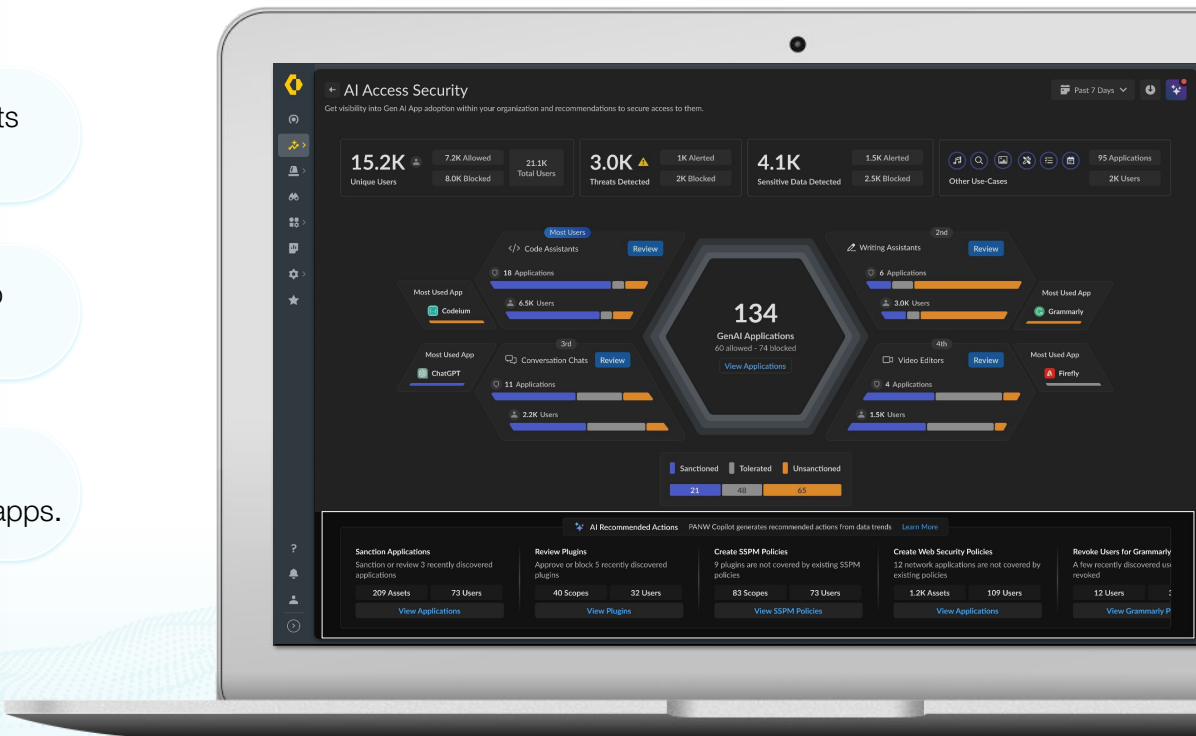 ts
apps.
AI Access Security
Get visibility into Gen AI App adoption within your organization and recommendations to secure access to them.
Past 7 Days
15.2K
Unique Users
7.2K Allowed
8.0K Blocked
21.1K
Total Users
3.0K
Threats Detected
1K Alerted
2K Blocked
4.1K
Sensitive Data Detected
1.5K Alerted
2.5K Blocked
Other Use-Cases
95 Applications
2K Users
Most Users
</> Code Assistants
Review
18 Applications
6.5K Users
Most Used App
Codeium
2nd
Writing Assistants
Review
6 Applications
3.0K Users
Most Used App
Grammarly
134
GenAI Applications
60 allowed - 74 blocked
View Applications
3rd
Conversation Chats
Review
11 Applications
2.2K Users
Most Used App
ChatGPT
4th
Video Editors
Review
4 Applications
1.5K Users
Most Used App
Firefly
Sanctioned Tolerated Unsanctioned
21 48 65
AI Recommended Actions PANW Copilot generates recommended actions from data trends Learn More
Sanction Applications
Sanction or review 3 recently discovered
applications
209 Assets 73 Users
View Applications
Review Plugins
Approve or block 5 recently discovered
plugins
40 Scopes 32 Users
View Plugins
Create SSPM Policies
9 plugins are not covered by existing SSPM
policies
83 Scopes 73 Users
View SSPM Policies
Create Web Security Policies
12 network applications are not covered by
existing policies
1.2K Assets 109 Users
View Applications
Revoke Users for Grammarly
A few recently discovered
revoked
12 Users
View Grammarly P
?